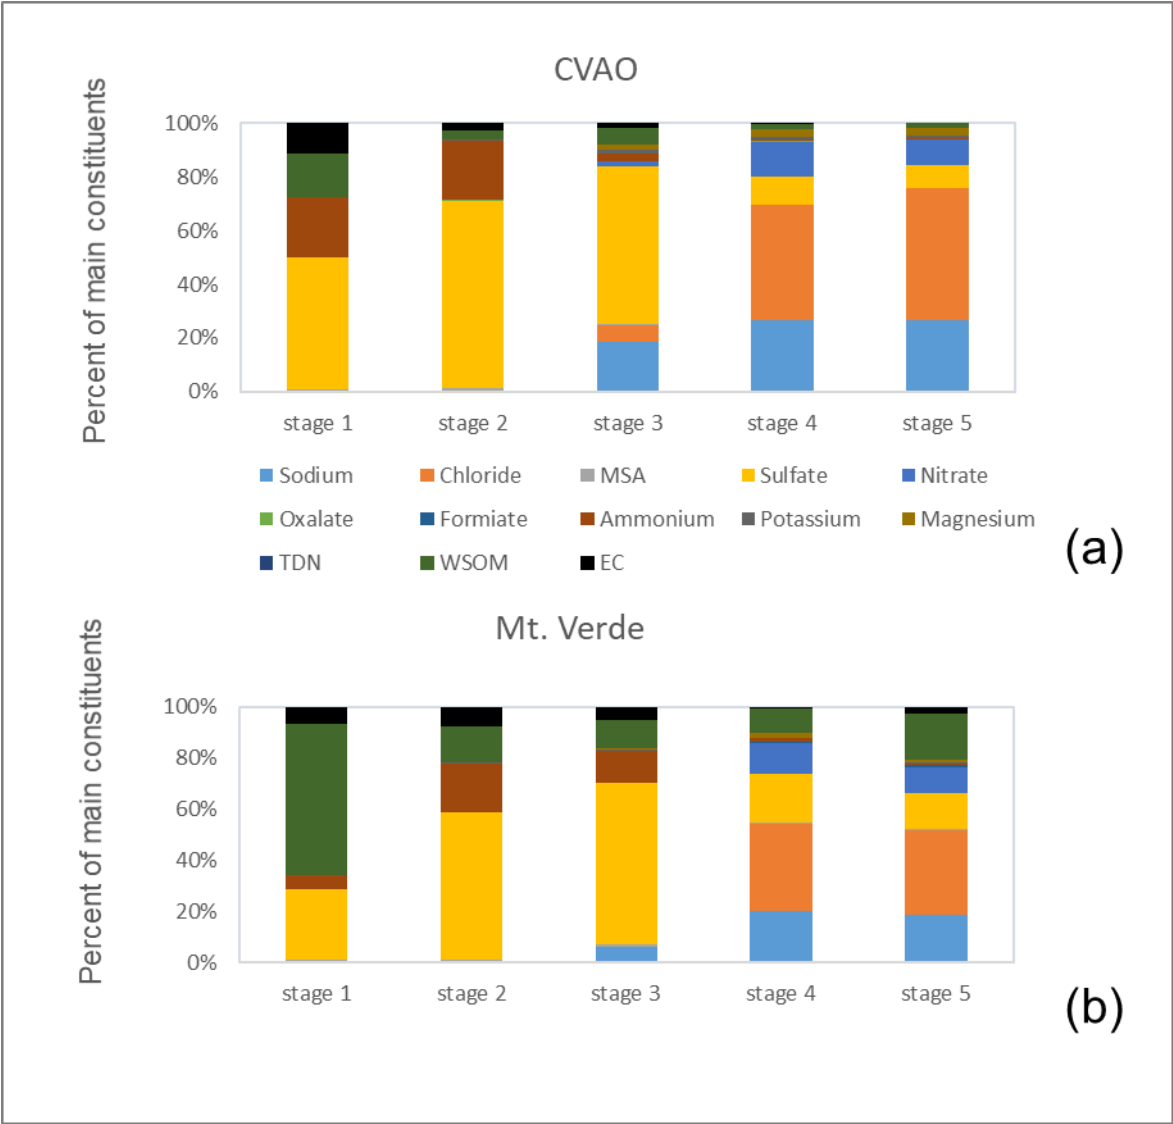 CVAO
Percent of main constituents
100%
80%
60%
40%
20%
0%
stage 1 stage 2 stage 3 stage 4 stage 5
Sodium Chloride MSA Sulfate Nitrate
Oxalate Formiate Ammonium Potassium Magnesium
TDN WSOM EC
(a)
Mt. Verde
Percent of main constituents
100%
80%
60%
40%
20%
0%
stage 1 stage 2 stage 3 stage 4 stage 5
(b)